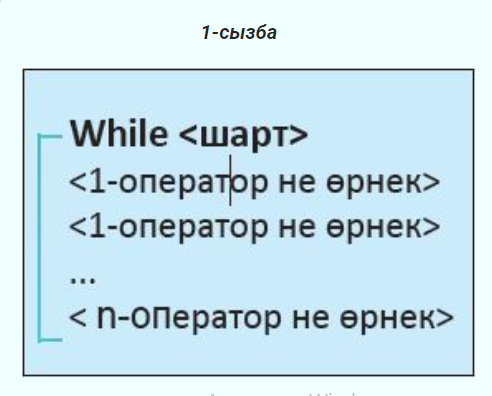 1-сызба
While <шарт>
<1-оператор не өрнек>
<1-оператор не өрнек>
...
< n-оПератор не өрнек>